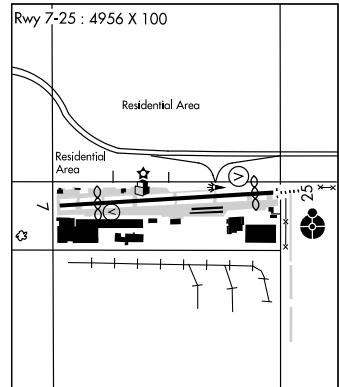 Rwy 7-25 : 4956 X 100
Residential Area
Residential
Area
V
7
V
25